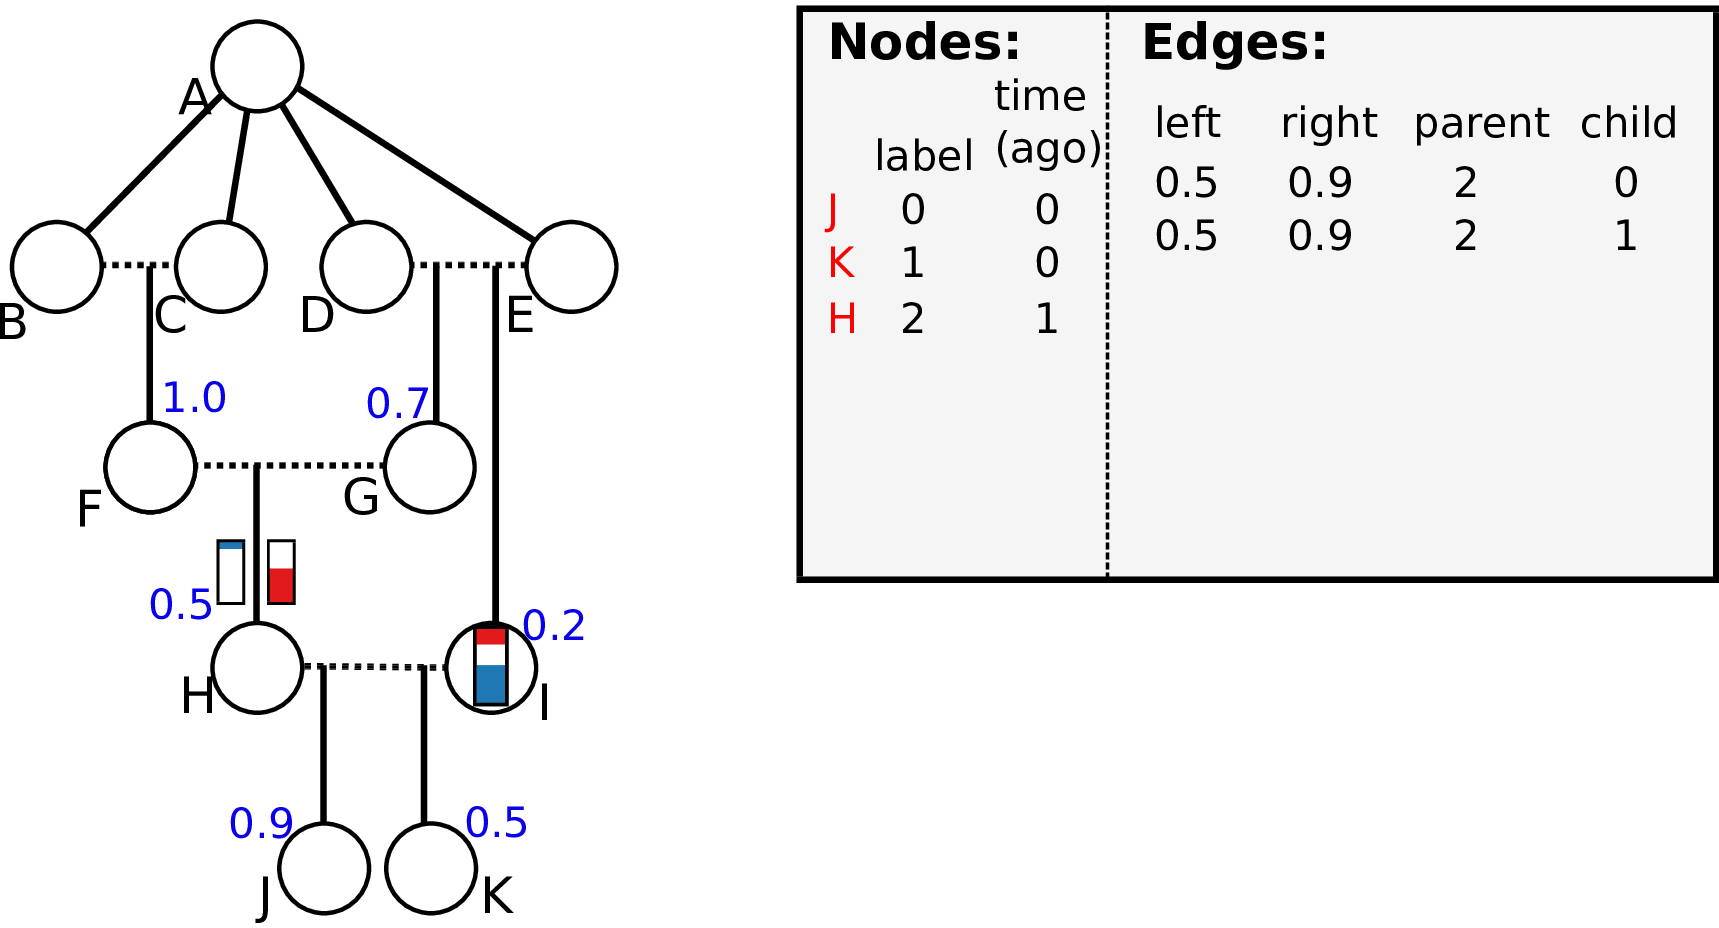 A
B
C
D
E
1.0
0.7
F
G
0.5
0.2
H
I
0.9
0.5
J
K
Nodes:
label
time
(ago)
J 0 0
K 1 0
H 2 1
Edges:
left right parent child
0.5 0.9 2 0
0.5 0.9 2 1